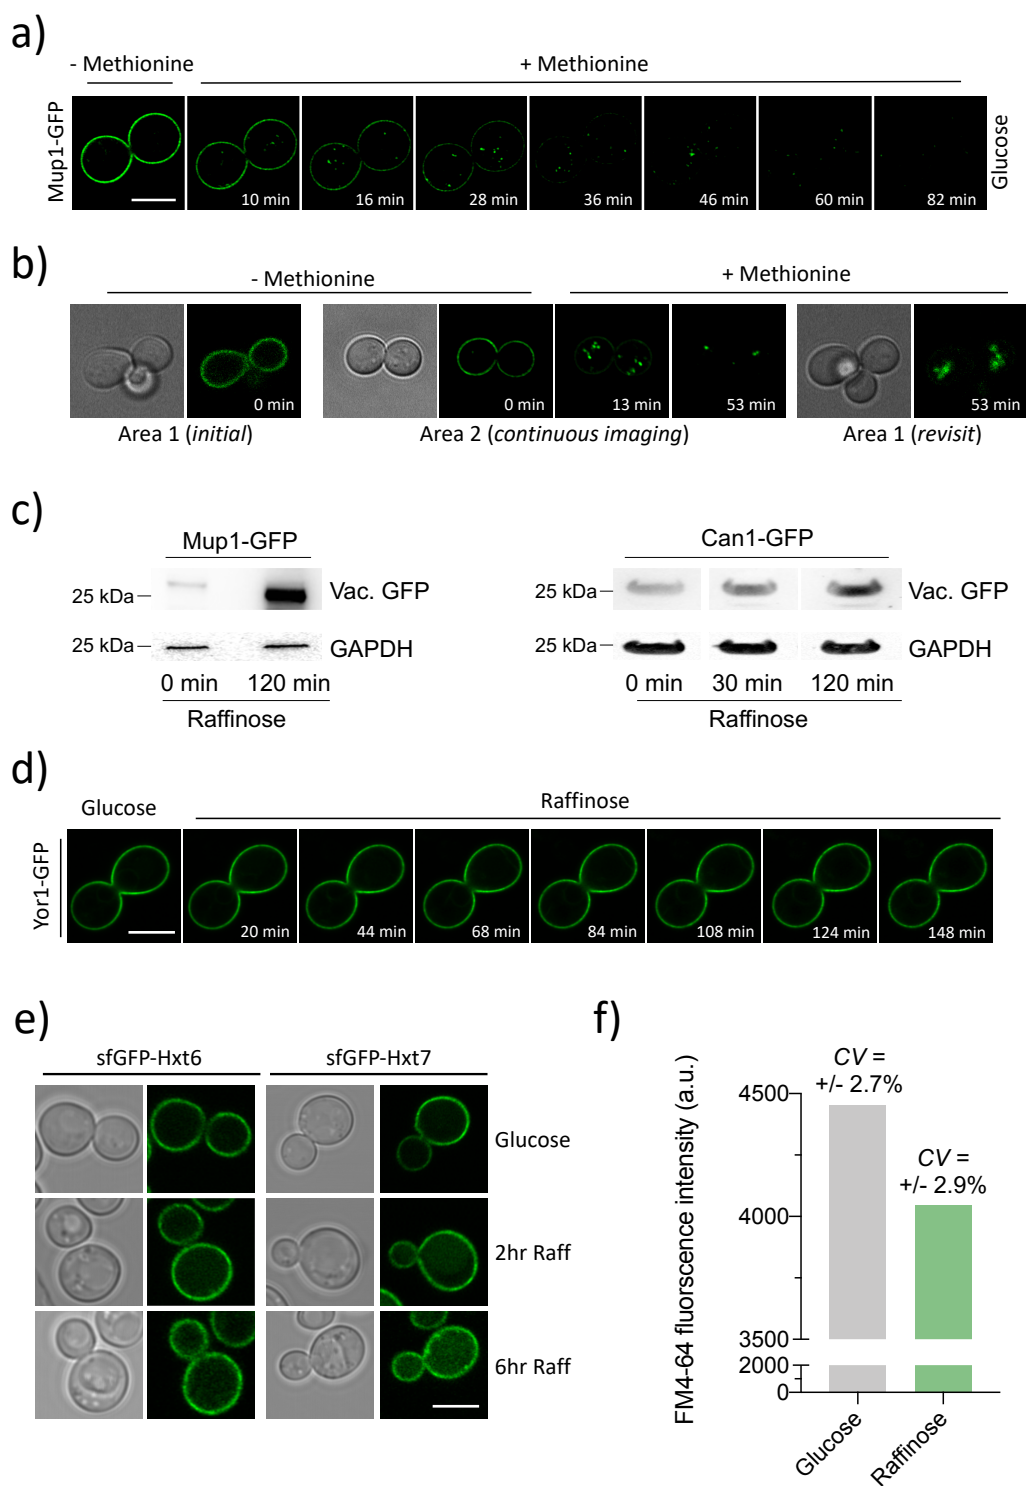 a)
- Methionine
+ Methionine
Mup1-GFP
10 min
16 min
28 min
36 min
46 min
60 min
82 min
Glucose
b)
- Methionine
+ Methionine
0 min
0 min
13 min
53 min
53 min
Area 1 (initial)
Area 2 (continuous imaging)
Area 1 (revisit)
c)
Mup1-GFP
25 kDa
Vac. GFP
25 kDa
GAPDH
0 min
120 min
Raffinose
Can1-GFP
25 kDa
Vac. GFP
25 kDa
GAPDH
0 min
30 min
120 min
Raffinose
d)
Glucose
Raffinose
Yor1-GFP
20 min
44 min
68 min
84 min
108 min
124 min
148 min
e)
sfGFP-Hxt6
sfGFP-Hxt7
Glucose
2hr Raff
6hr Raff
f)
FM4-64 fluorescence intensity (a.u.)
4500
4000
3500
2000
0
CV =
+/- 2.7%
CV =
+/- 2.9%
Glucose
Raffinose